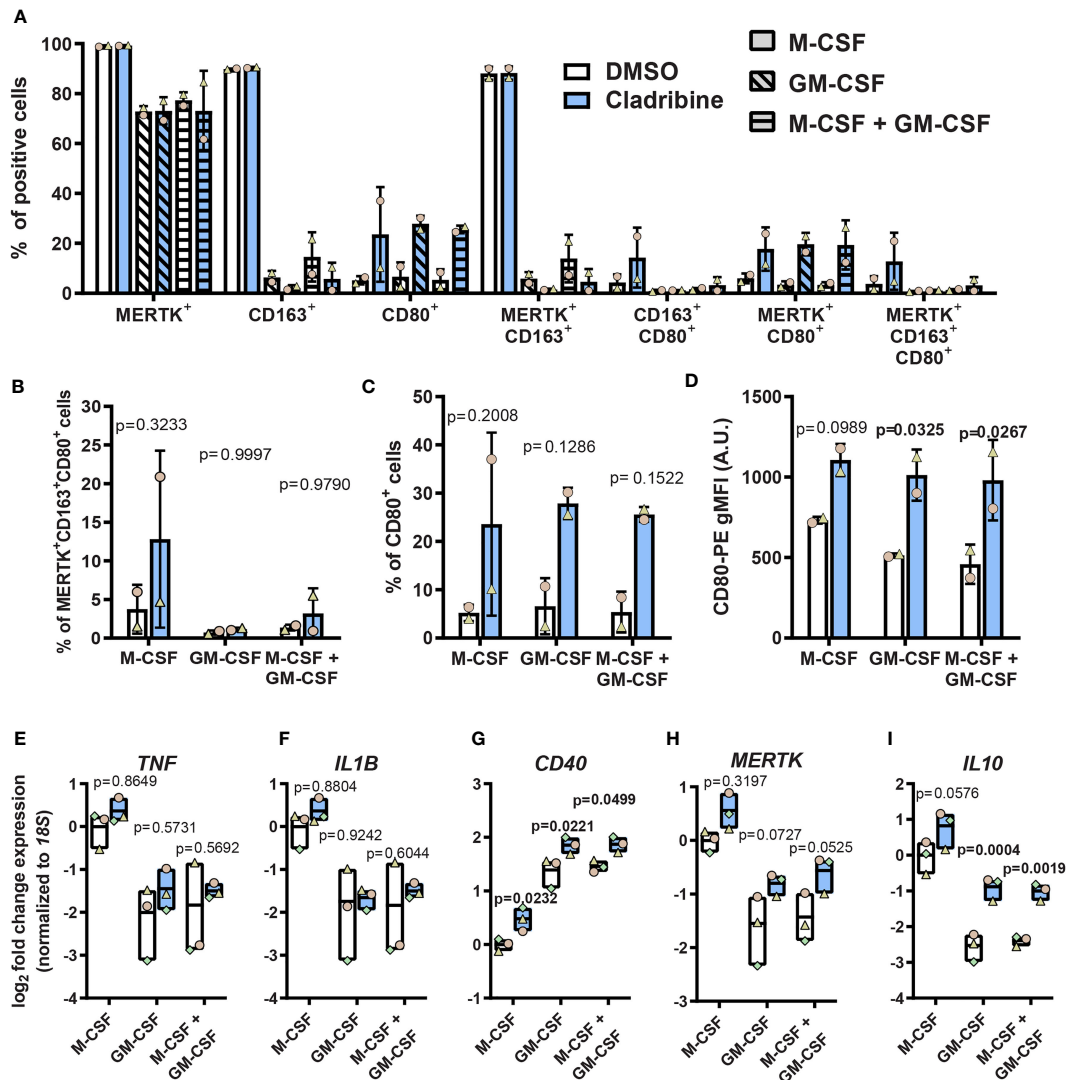 A
% of positive cells
100
80
60
40
20
0
DMSO
Cladribine
M-CSF
GM-CSF
M-CSF + GM-CSF
MERTK+
CD163+
CD80+
MERTK+
CD163+
CD163+
CD80+
MERTK+
CD80+
MERTK+
CD163+
CD80+
B
% of MERTK+CD163+CD80+ cells
30
25
20
15
10
5
0
p=0.3233
p=0.9997
p=0.9790
M-CSF
GM-CSF
M-CSF +
GM-CSF
C
% of CD80+ cells
50
40
30
20
10
0
p=0.2008
p=0.1286
p=0.1522
M-CSF
GM-CSF
M-CSF +
GM-CSF
D
CD80-PE gMFI (A.U.)
1500
1000
500
0
p=0.0989
p=0.0325
p=0.0267
M-CSF
GM-CSF
M-CSF +
GM-CSF
E
TNF
log2 fold change expression
(normalized to 18S)
1
0
-1
-2
-3
-4
p=0.8649
p=0.5731
p=0.5692
M-CSF
GM-CSF
M-CSF +
GM-CSF
F
IL1B
1
0
-1
-2
-3
-4
p=0.8804
p=0.9242
p=0.6044
M-CSF
GM-CSF
M-CSF +
GM-CSF
G
CD40
3
2
1
0
-1
p=0.0232
p=0.0221
p=0.0499
M-CSF
GM-CSF
M-CSF +
GM-CSF
H
MERTK
1
0
-1
-2
-3
p=0.3197
p=0.0727
p=0.0525
M-CSF
GM-CSF
M-CSF +
GM-CSF
I
IL10
2
1
0
-1
-2
-3
-4
p=0.0576
p=0.0004
p=0.0019
M-CSF
GM-CSF
M-CSF +
GM-CSF